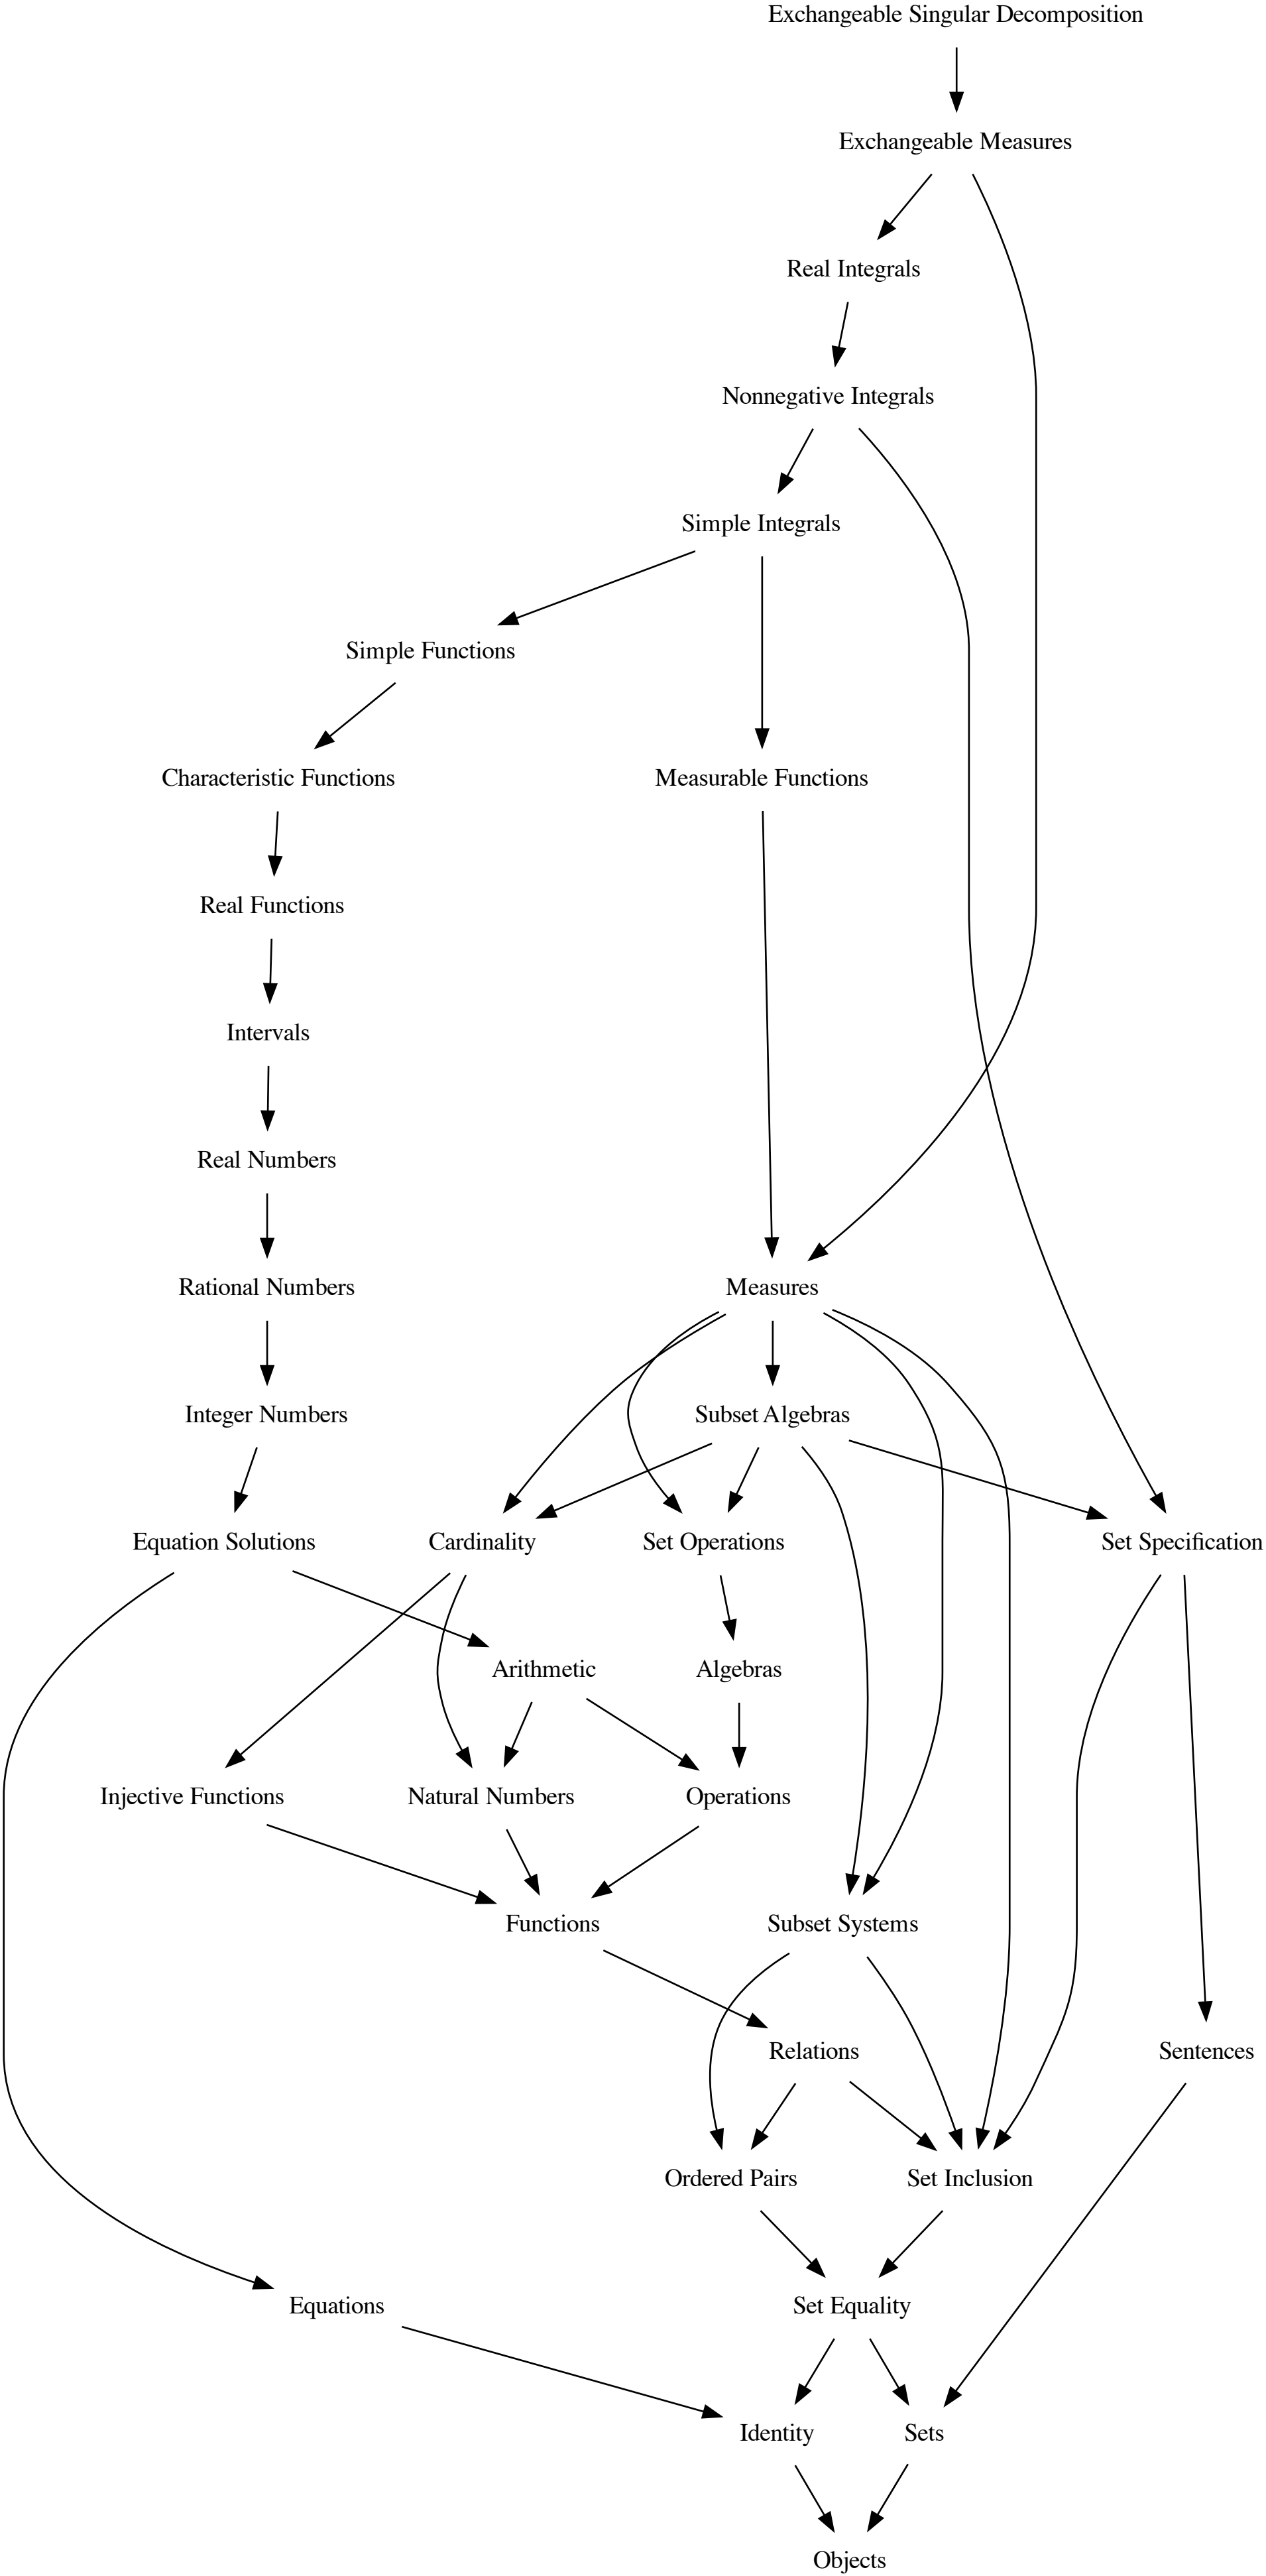 Exchangeable Singular Decomposition
Exchangeable Measures
Real Integrals
Nonnegative Integrals
Simple Integrals
Simple Functions
Characteristic Functions
Measurable Functions
Real Functions
Intervals
Real Numbers
Rational Numbers
Measures
Integer Numbers
Subset Algebras
Equation Solutions
Cardinality
Set Operations
Set Specification
Arithmetic
Algebras
Injective Functions
Natural Numbers
Operations
Functions
Subset Systems
Relations
Sentences
Ordered Pairs
Set Inclusion
Equations
Set Equality
Identity
Sets
Objects